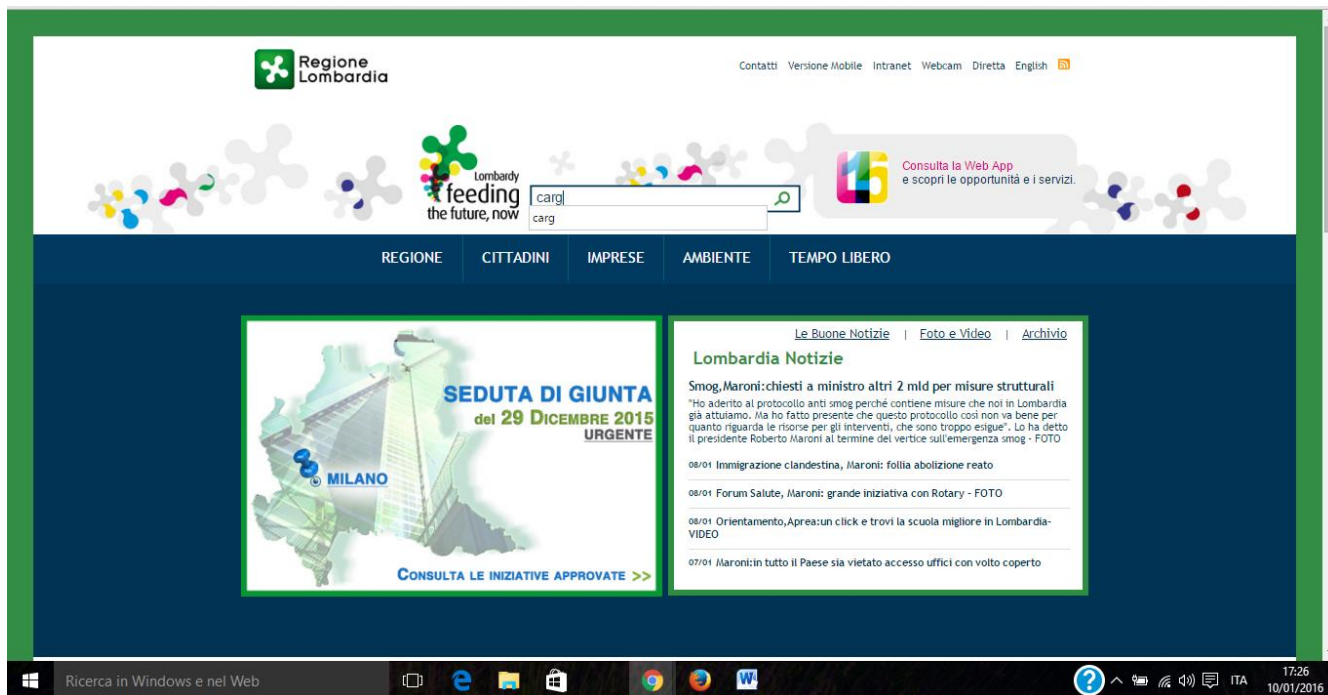 Regione
Lombardia
Contatti Versione Mobile Intranet Webcam Diretta English
Lombardy
feeding
the future, now
carg
carg
15
Consulta la Web App
e scopri le opportunità e i servizi.
REGIONE CITTADINI IMPRESE AMBIENTE TEMPO LIBERO
SEDUTA DI GIUNTA
del 29 DICEMBRE 2015
URGENTE
MILANO
CONSULTA LE INIZIATIVE APPROVATE >>
Le Buone Notizie | Foto e Video | Archivio
Lombardia Notizie
Smog,Maroni:chiesti a ministro altri 2 mld per misure strutturali
"Ho aderito al protocollo anti smog perché contiene misure che noi in Lombardia
già attuiamo. Ma ho fatto presente che questo protocollo così non va bene per
quanto riguarda le risorse per gli interventi, che sono troppo esigue". Lo ha detto
il presidente Roberto Maroni al termine del vertice sull'emergenza smog - FOTO
08/01 Immigrazione clandestina, Maroni: follia abolizione reato
08/01 Forum Salute, Maroni: grande iniziativa con Rotary - FOTO
08/01 Orientamento,Aprea:un click e trovi la scuola migliore in Lombardia-
VIDEO
07/01 Maroni:in tutto il Paese sia vietato accesso uffici con volto coperto
Ricerca in Windows e nel Web
ITA
17:26
10/01/2016